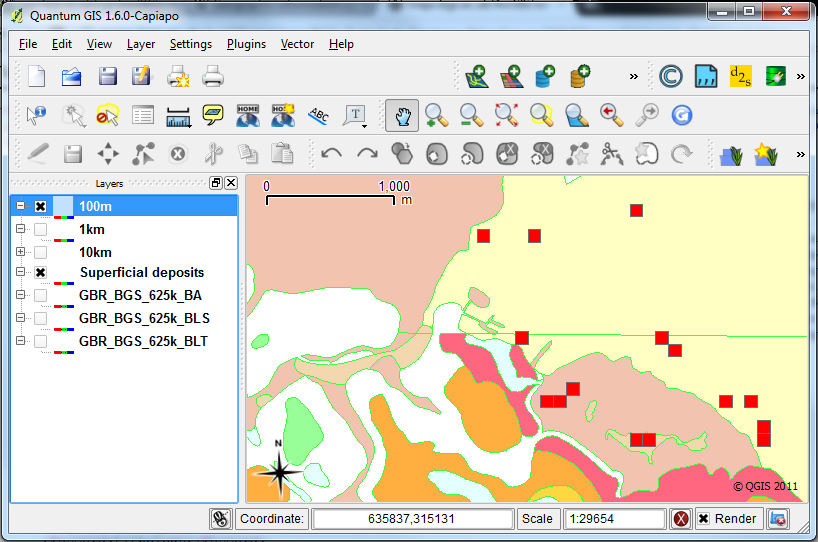 Quantum GIS 1.6.0-Capiapo
File Edit View Layer Settings Plugins Vector Help
» d2s »
HOME HOME ABC T
»
Layers
100m
1km
10km
Superficial deposits
GBR_BGS_625k_BA
GBR_BGS_625k_BLS
GBR_BGS_625k_BLT
0 1,000
m
N
© QGIS 2011
Coordinate: 635837,315131 Scale 1:29654 Render